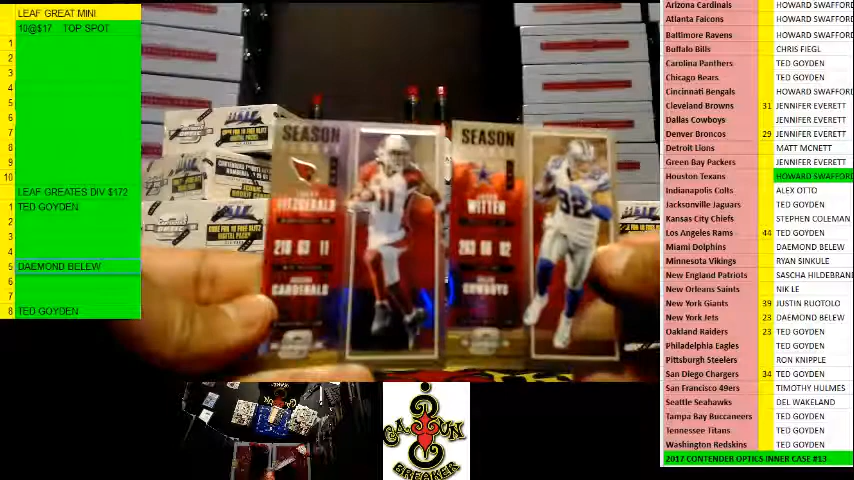 LEAF GREAT MINI
10@$17 TOP SPOT
1
2
3
4
5
6
7
8
9
10
LEAF GREATES DIV $172
1 TED GOYDEN
2
3
4
5 DAEMOND BELEW
6
7
8 TED GOYDEN
SEASON
FITZGERALD
210 83 11
CARDINALS
SEASON
WITTEN
COWBOYS
CAJUN
BREAKER
Arizona Cardinals HOWARD SWAFFORD
Atlanta Falcons HOWARD SWAFFORD
Baltimore Ravens HOWARD SWAFFORD
Buffalo Bills CHRIS FIEGL
Carolina Panthers TED GOYDEN
Chicago Bears TED GOYDEN
Cincinnati Bengals HOWARD SWAFFORD
Cleveland Browns 31 JENNIFER EVERETT
Dallas Cowboys JENNIFER EVERETT
Denver Broncos 29 JENNIFER EVERETT
Detroit Lions MATT MCNETT
Green Bay Packers JENNIFER EVERETT
Houston Texans HOWARD SWAFFORD
Indianapolis Colts ALEX OTTO
Jacksonville Jaguars TED GOYDEN
Kansas City Chiefs STEPHEN COLEMAN
Los Angeles Rams 44 TED GOYDEN
Miami Dolphins DAEMOND BELEW
Minnesota Vikings RYAN SINKULE
New England Patriots SASCHA HILDEBRAN
New Orleans Saints NIK LE
New York Giants 39 JUSTIN RUOTOLO
New York Jets 23 DAEMOND BELEW
Oakland Raiders 23 TED GOYDEN
Philadelphia Eagles TED GOYDEN
Pittsburgh Steelers RON KNIPPLE
San Diego Chargers 34 TED GOYDEN
San Francisco 49ers TIMOTHY HULMES
Seattle Seahawks DEL WAKELAND
Tampa Bay Buccaneers TED GOYDEN
Tennessee Titans TED GOYDEN
Washington Redskins TED GOYDEN
2017 CONTENDER OPTICS INNER CASE #13